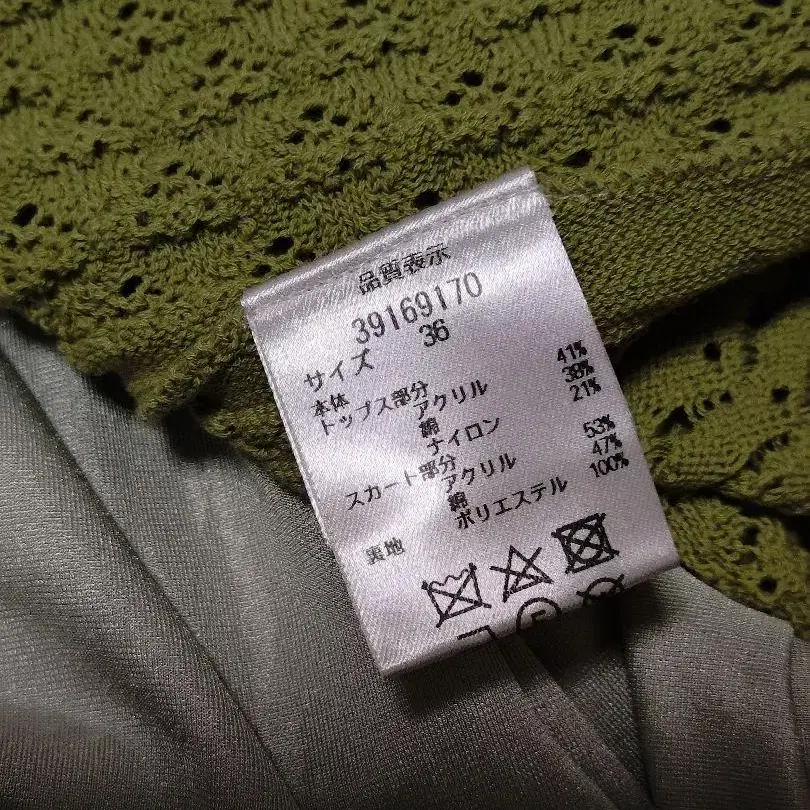 品質表示
39169170
サイズ 36
本体
トップス部分
アクリル 41%
綿 38%
ナイロン 21%
スカート部分
アクリル 53%
綿 47%
裏地 ポリエステル 100%